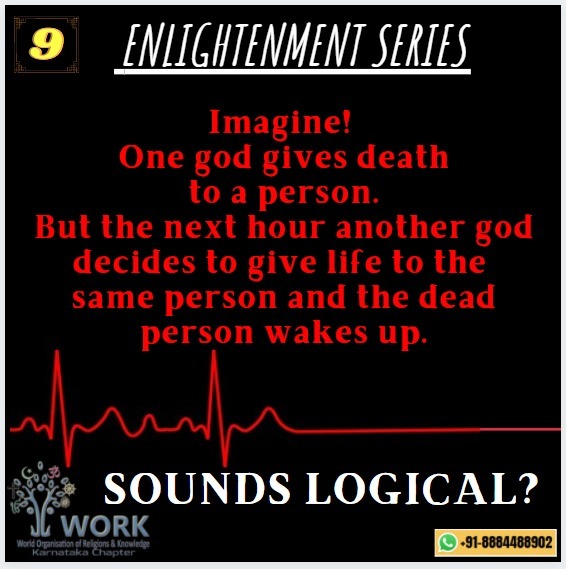 9
ENLIGHTENMENT SERIES
Imagine!
One god gives death
to a person.
But the next hour another god
decides to give life to the
same person and the dead
person wakes up.
SOUNDS LOGICAL?
WORK
World Organisation of Religions & Knowledge
Karnataka Chapter
+91-8884488902